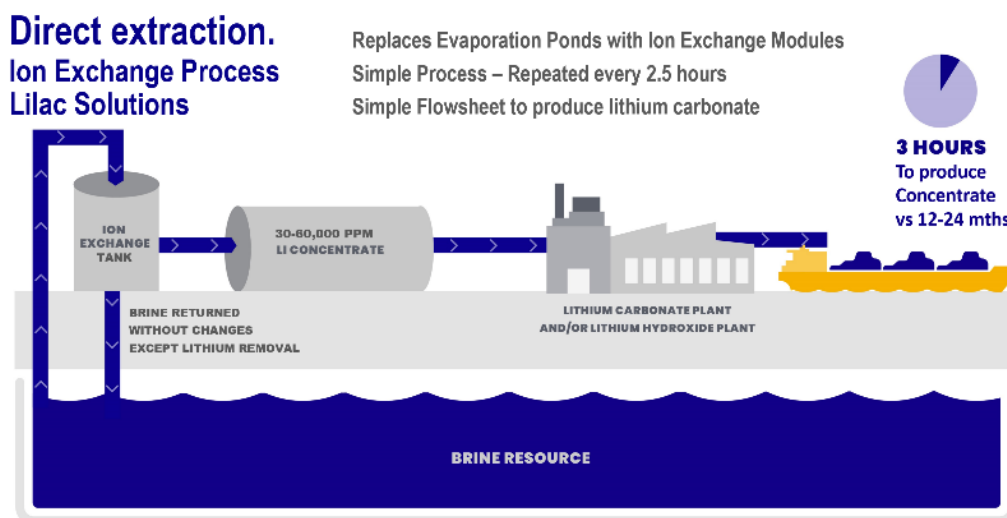 Direct extraction.
Ion Exchange Process
Lilac Solutions
Replaces Evaporation Ponds with Ion Exchange Modules
Simple Process – Repeated every 2.5 hours
Simple Flowsheet to produce lithium carbonate
3 HOURS
To produce
Concentrate
vs 12-24 mths
ION
EXCHANGE
TANK
30-60,000 PPM
LI CONCENTRATE
BRINE RETURNED
WITHOUT CHANGES
EXCEPT LITHIUM REMOVAL
LITHIUM CARBONATE PLANT
AND/OR LITHIUM HYDROXIDE PLANT
BRINE RESOURCE